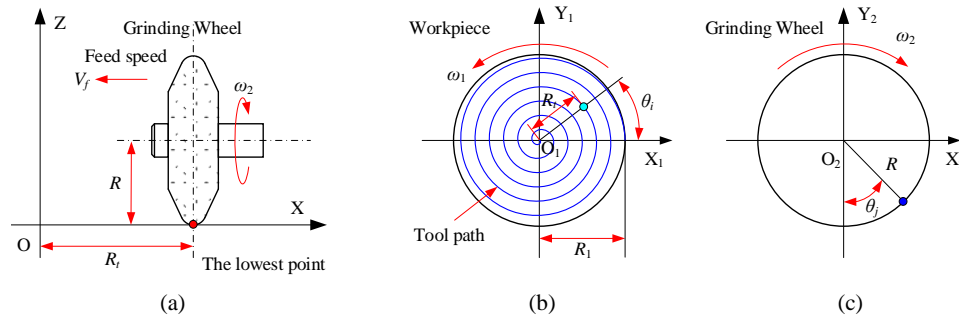 Z
Grinding Wheel
Feed speed
V_f
ω_2
R
X
O
R_t
The lowest point
(a)
Y_1
Workpiece
ω_1
R_t
θ_i
O_1
X_1
Tool path
R_1
(b)
Y_2
Grinding Wheel
ω_2
O_2
R
X
θ_j
(c)